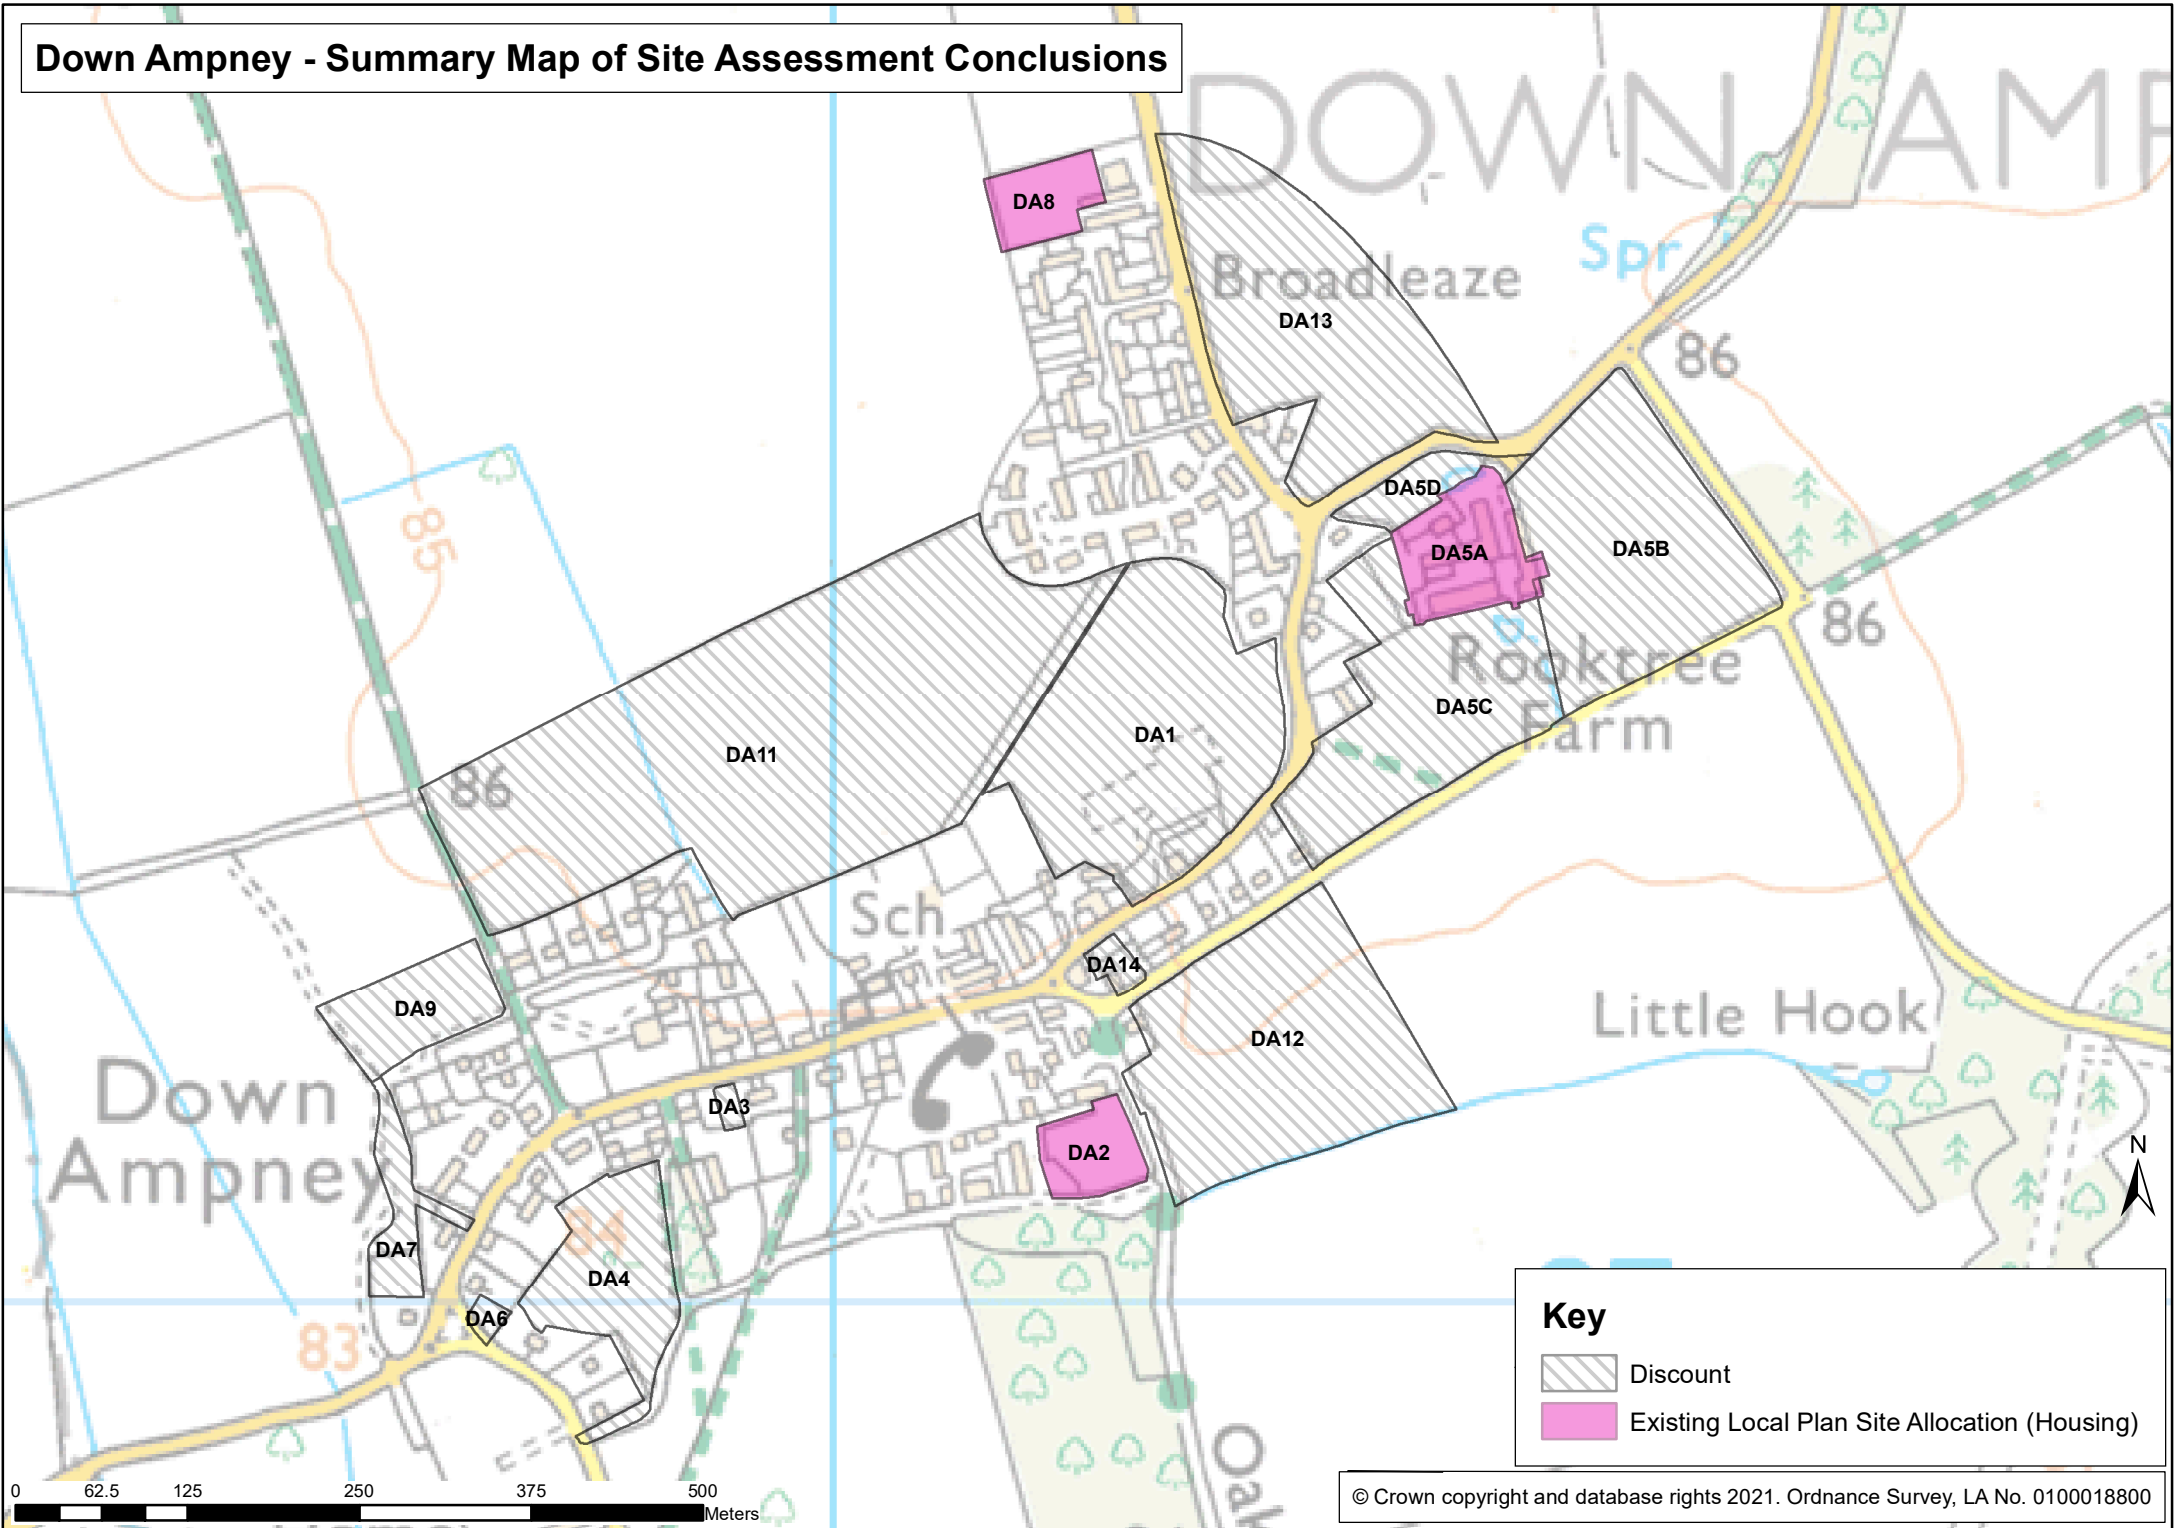 Down Ampney - Summary Map of Site Assessment Conclusions
DOWN AMP
DA8
Spr
Broadleaze
DA13
86
DA5D
85
DA5A
DA5B
86
Rooktree
Farm
DA5C
DA1
DA11
86
Sch
DA14
DA9
Little Hook
DA12
Down
Ampney
DA3
DA2
N
84
DA7
DA4
DA6
83
Key
Discount
Existing Local Plan Site Allocation (Housing)
Oak
0 62.5 125 250 375 500
Meters
© Crown copyright and database rights 2021. Ordnance Survey, LA No. 0100018800